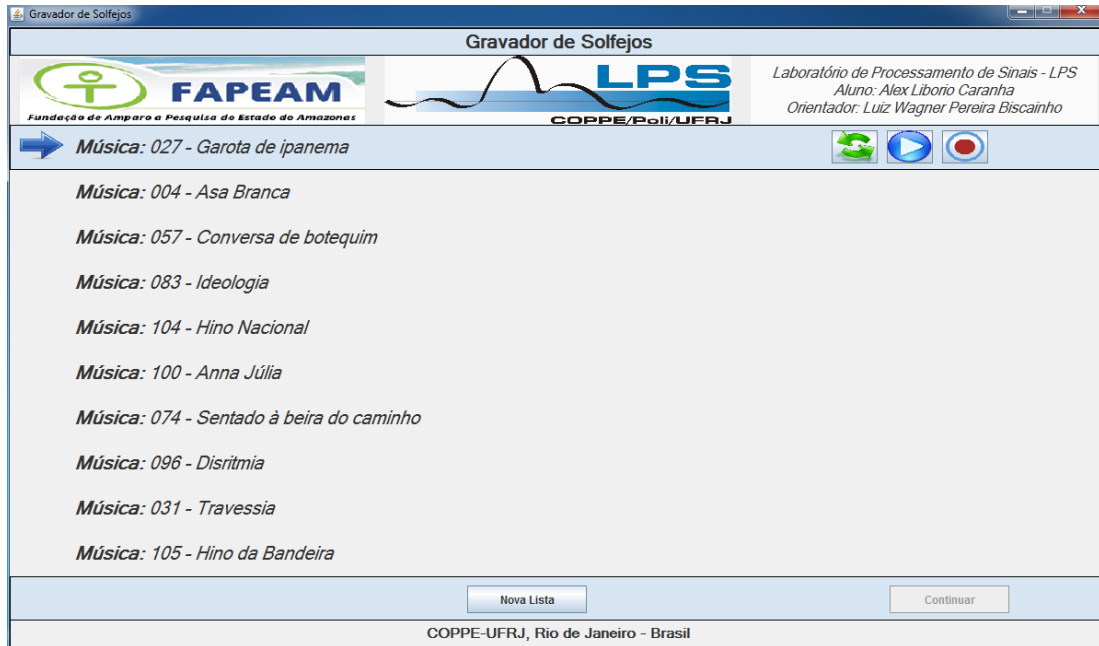 Gravador de Solfejos
Gravador de Solfejos
FAPEAM
Fundação de Amparo a Pesquisa do Estado do Amazonas
LPS
COPPE/Poli/UFRJ
Laboratório de Processamento de Sinais - LPS
Aluno: Alex Libório Caranha
Orientador: Luiz Wagner Pereira Biscainho
Música: 027 - Garota de ipanema
Música: 004 - Asa Branca
Música: 057 - Conversa de botequim
Música: 083 - Ideologia
Música: 104 - Hino Nacional
Música: 100 - Anna Júlia
Música: 074 - Sentado à beira do caminho
Música: 096 - Disritmia
Música: 031 - Travessia
Música: 105 - Hino da Bandeira
Nova Lista
Continuar
COPPE-UFRJ, Rio de Janeiro - Brasil